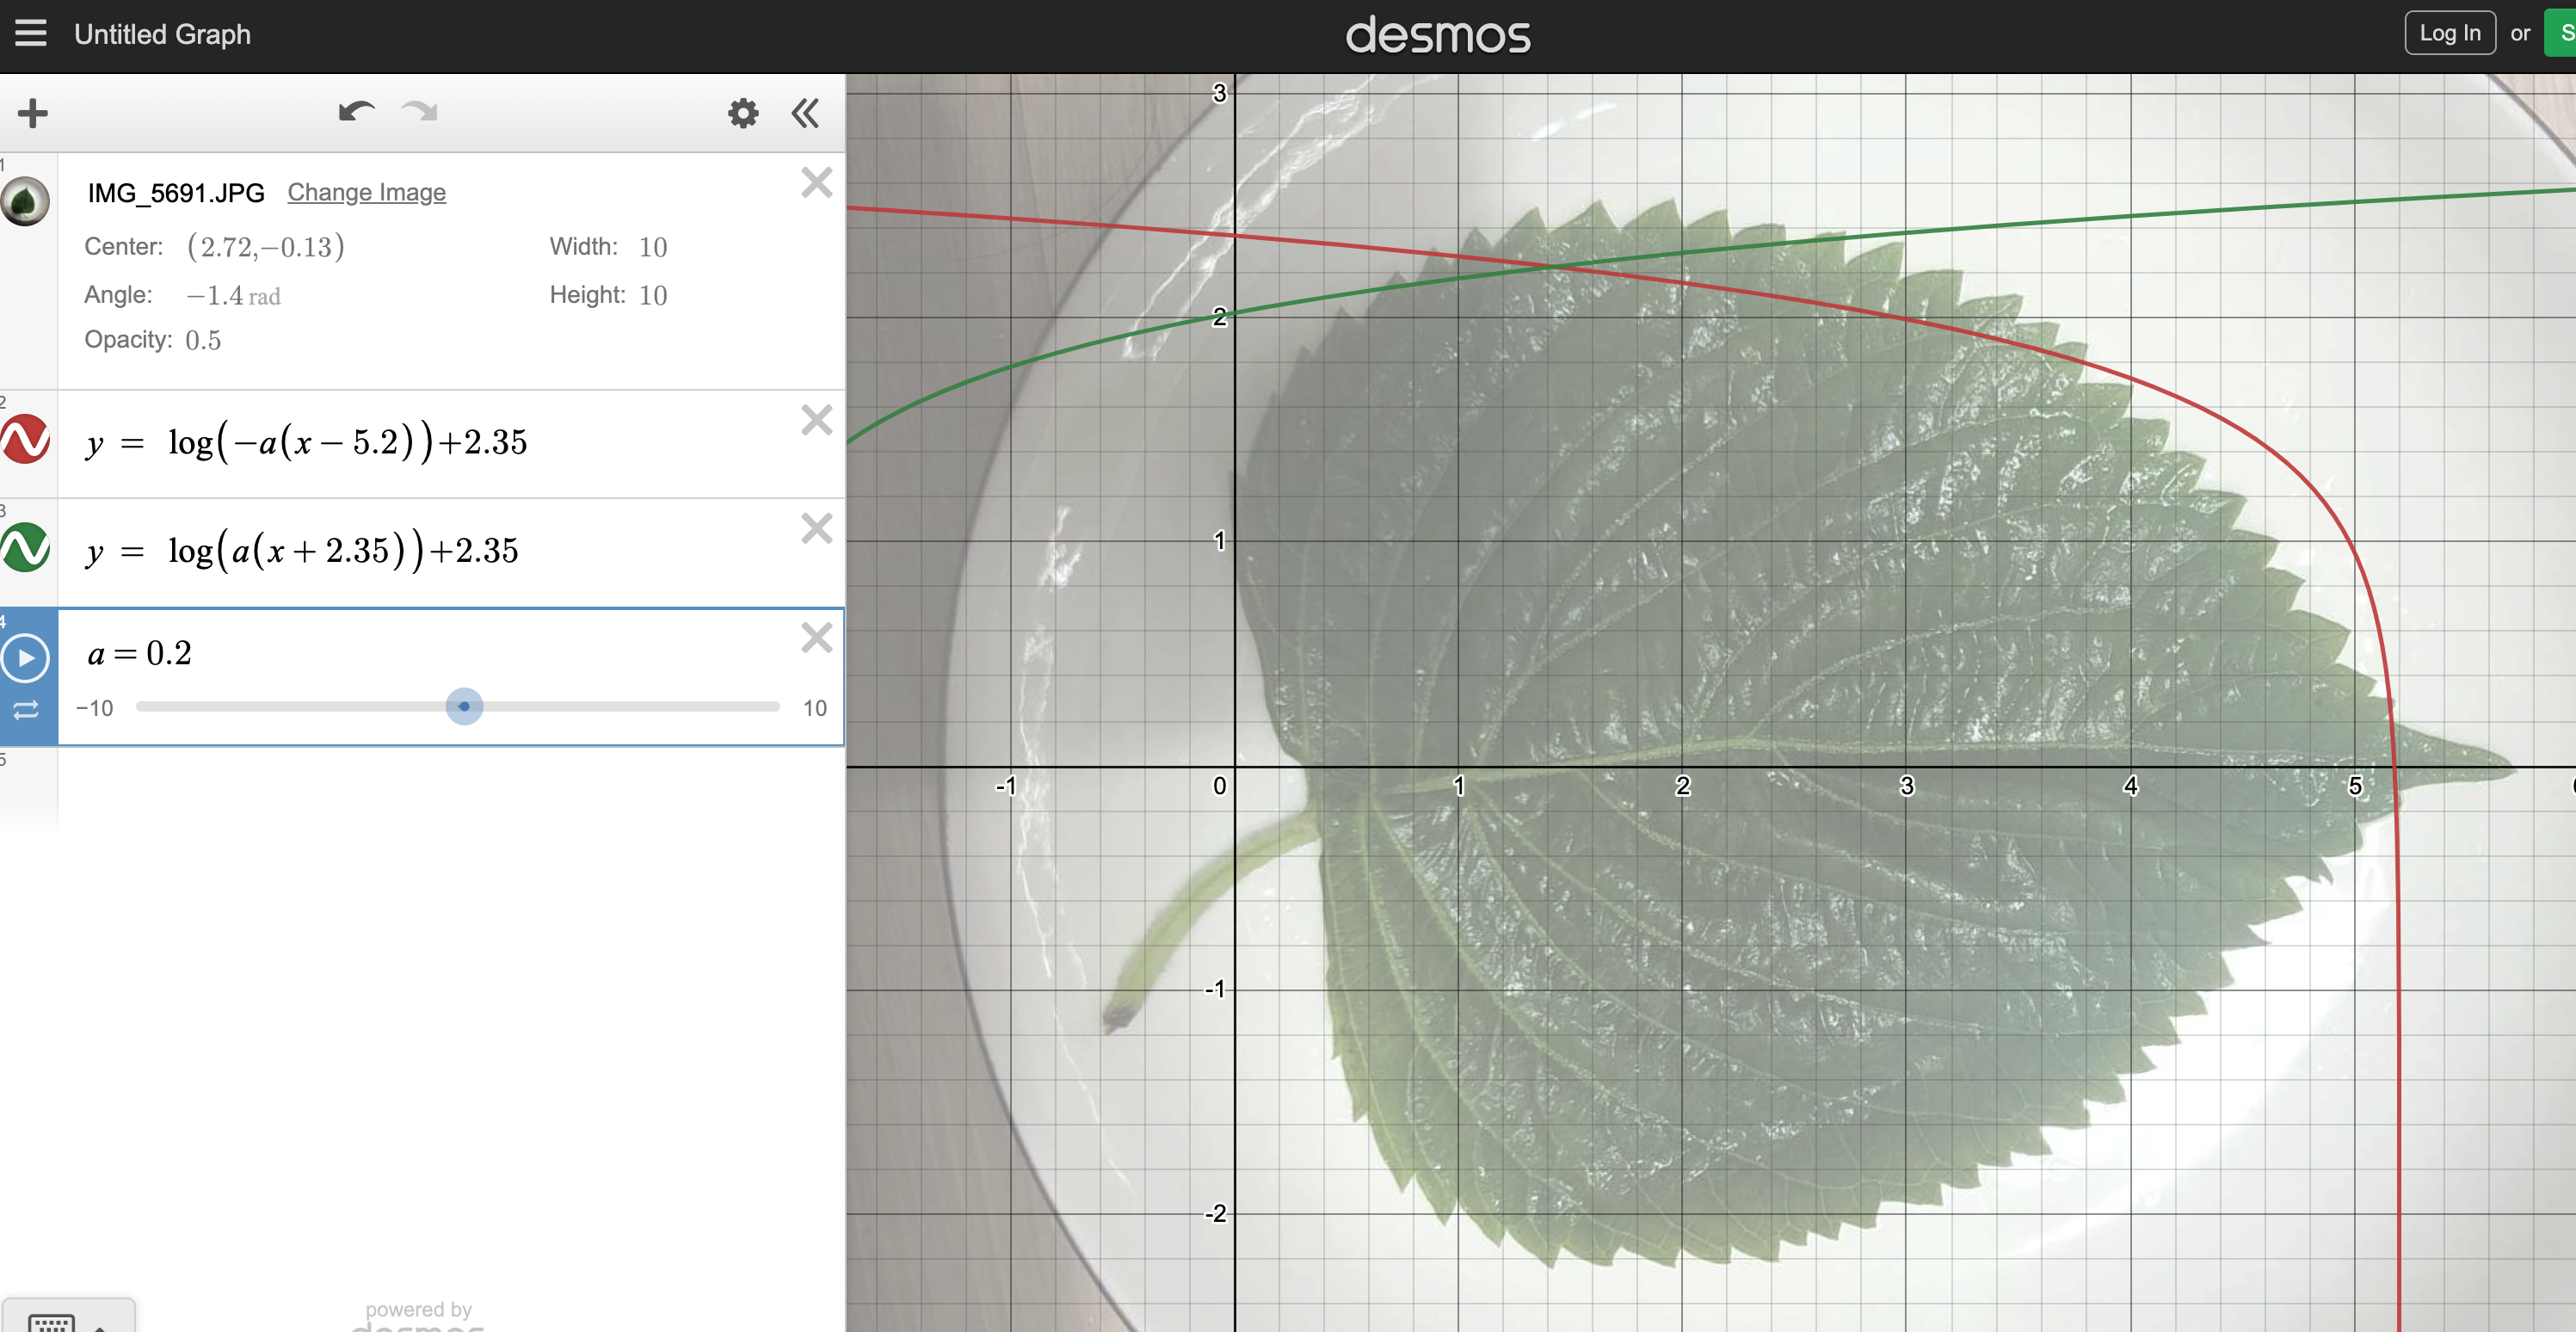 Untitled Graph
desmos
Log In or S
1
IMG_5691.JPG Change Image
Center: (2.72,−0.13) Width: 10
Angle: −1.4 rad Height: 10
Opacity: 0.5
2
y = log(−a(x − 5.2))+2.35
3
y = log(a(x + 2.35))+2.35
4
a = 0.2
−10 10
5
powered by
desmos
3
2
1
-1 0 1 2 3 4 5
-1
-2